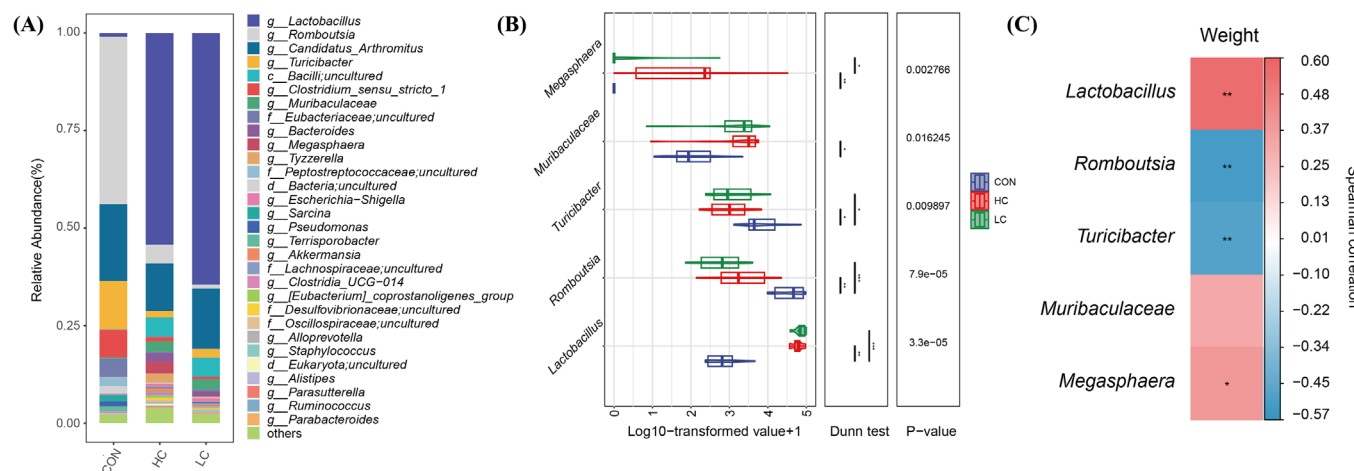 (A)
Relative Abundance(%)
1.00
0.75
0.50
0.25
0.00
CON
HC
LC
g__Lactobacillus
g__Romboutsia
g__Candidatus_Arthromitus
g__Turicibacter
c__Bacilli;uncultured
g__Clostridium_sensu_stricto_1
g__Muribaculaceae
f__Eubacteriaceae;uncultured
g__Bacteroides
g__Megasphaera
g__Tyzzerella
f__Peptostreptococcaceae;uncultured
d__Bacteria;uncultured
g__Escherichia-Shigella
g__Sarcina
g__Pseudomonas
g__Terrisporobacter
g__Akkermansia
f__Lachnospiraceae;uncultured
g__Clostridia_UCG-014
g__[Eubacterium]_coprostanoligenes_group
f__Desulfovibrionaceae;uncultured
f__Oscillospiraceae;uncultured
g__Alloprevotella
g__Staphylococcus
d__Eukaryota;uncultured
g__Alistipes
g__Parasutterella
g__Ruminococcus
g__Parabacteroides
others
(B)
Megasphaera
Muribaculaceae
Turicibacter
Romboutsia
Lactobacillus
0
1
2
3
4
5
Log10-transformed value+1
Dunn test
P-value
0.002766
0.016245
0.009897
7.9e-05
3.3e-05
CON
HC
LC
(C)
Weight
Lactobacillus
**
Romboutsia
**
Turicibacter
**
Muribaculaceae
Megasphaera
*
0.60
0.48
0.37
0.25
0.13
0.01
-0.10
-0.22
-0.34
-0.45
-0.57
Spearman correlation